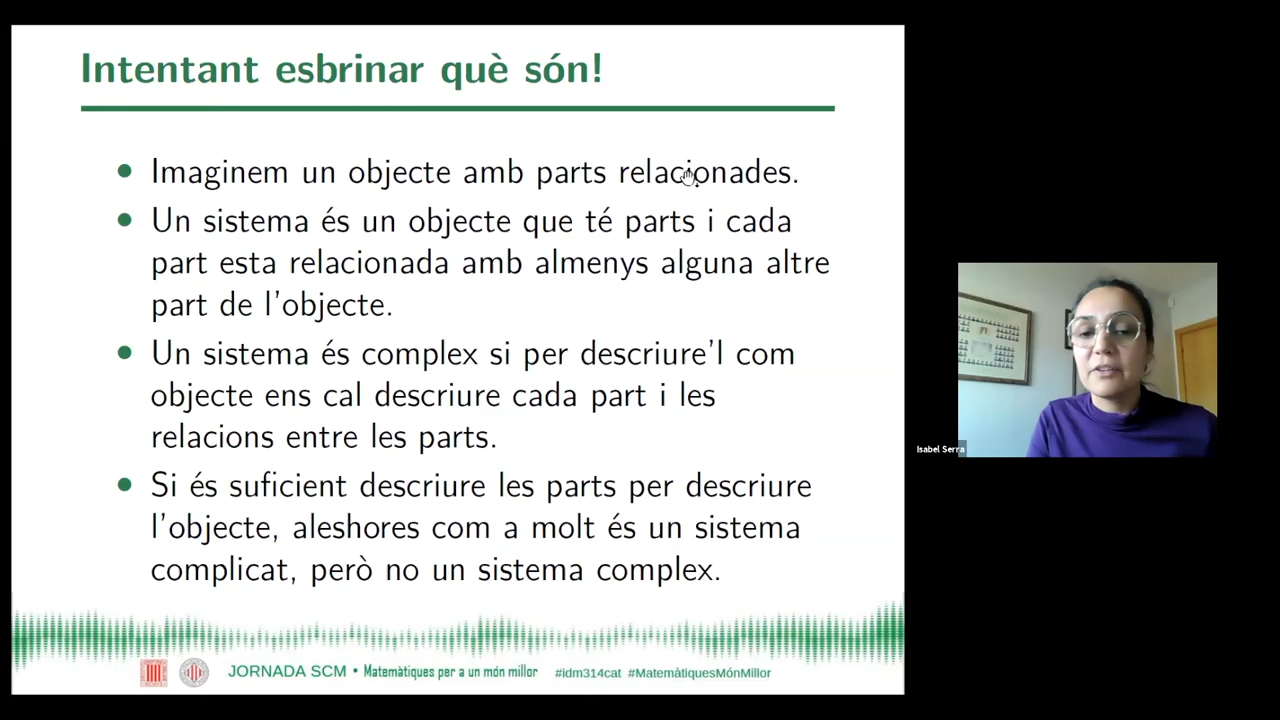 Intentant esbrinar què són!
Imaginem un objecte amb parts relacionades.
Un sistema és un objecte que té parts i cada
part esta relacionada amb almenys alguna altre
part de l'objecte.
Un sistema és complex si per descriure'l com
objecte ens cal descriure cada part i les
relacions entre les parts.
Si és suficient descriure les parts per descriure
l'objecte, aleshores com a molt és un sistema
complicat, però no un sistema complex.
JORNADA SCM • Matemàtiques per a un món millor #idm314cat #MatemàtiquesMónMillor
Isabel Serra